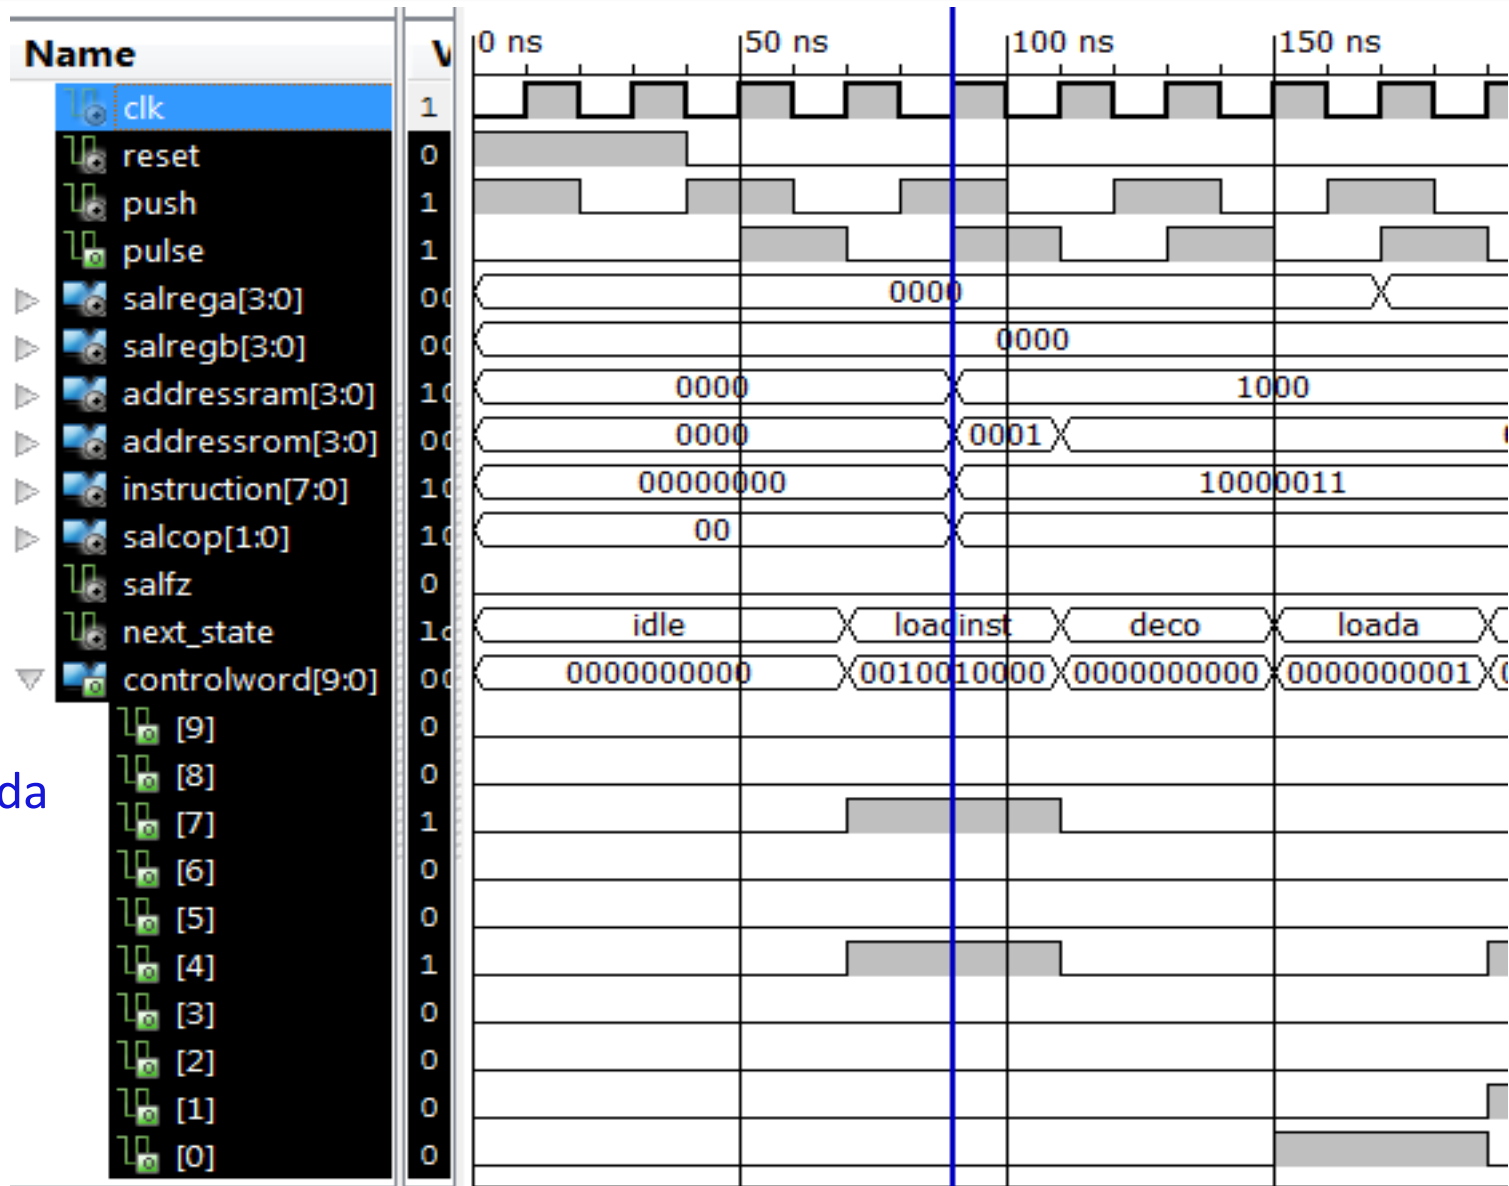 Name V 0 ns 50 ns 100 ns 150 ns
clk 1
reset 0
push 1
pulse 1
salrega[3:0] 0000
salregb[3:0] 0000
addressram[3:0] 0000 1000
addressrom[3:0] 0000 0001
instruction[7:0] 00000000 10000011
salcop[1:0] 00
salfz 0
next_state idle loadinst deco loada
controlword[9:0] 0000000000 0010010000 0000000000 0000000001
[9] 0
[8] 0
da
[7] 1
[6] 0
[5] 0
[4] 1
[3] 0
[2] 0
[1] 0
[0] 0